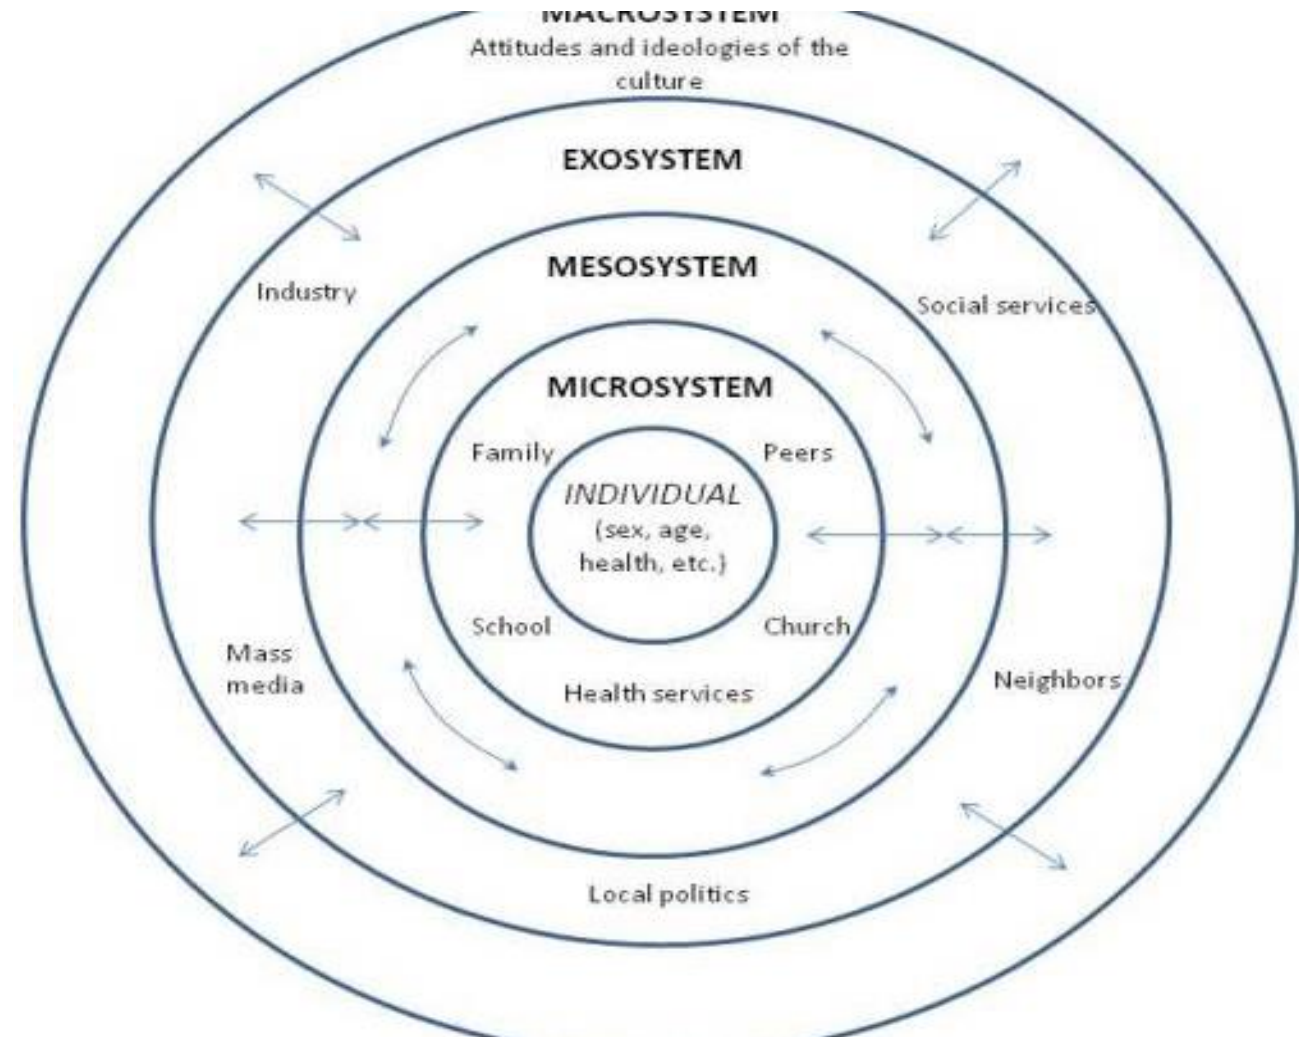 MACROSYSTEM
Attitudes and ideologies of the
culture
EXOSYSTEM
MESOSYSTEM
Industry
Social services
MICROSYSTEM
Family
Peers
INDIVIDUAL
(sex, age,
health, etc.)
School
Church
Mass
media
Neighbors
Health services
Local politics